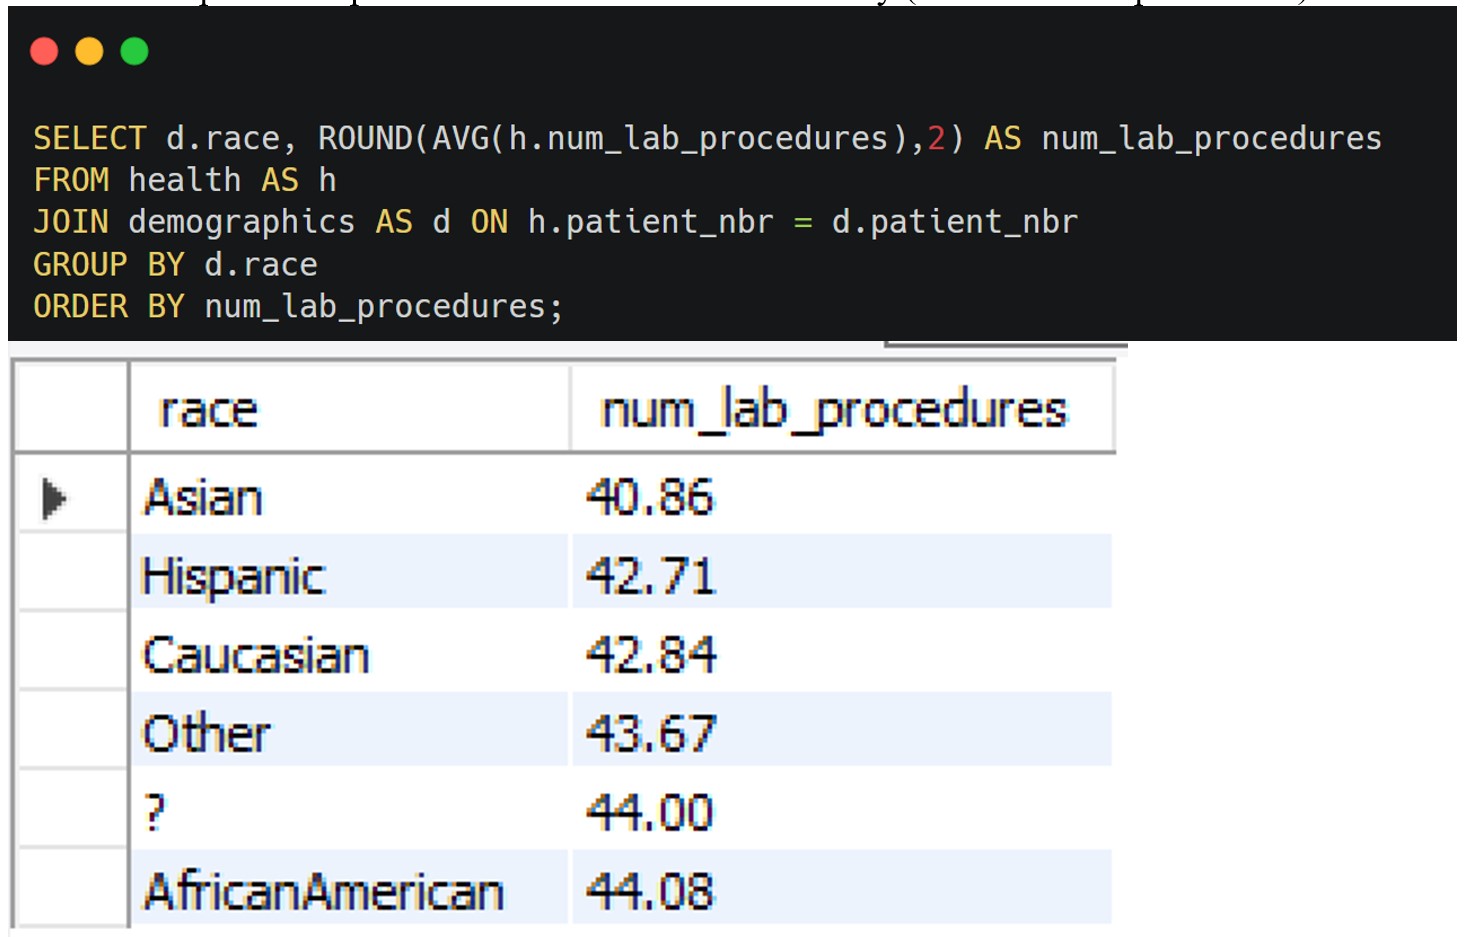 SELECT d.race, ROUND(AVG(h.num_lab_procedures),2) AS num_lab_procedures
FROM health AS h
JOIN demographics AS d ON h.patient_nbr = d.patient_nbr
GROUP BY d.race
ORDER BY num_lab_procedures;
race num_lab_procedures
Asian 40.86
Hispanic 42.71
Caucasian 42.84
Other 43.67
? 44.00
AfricanAmerican 44.08